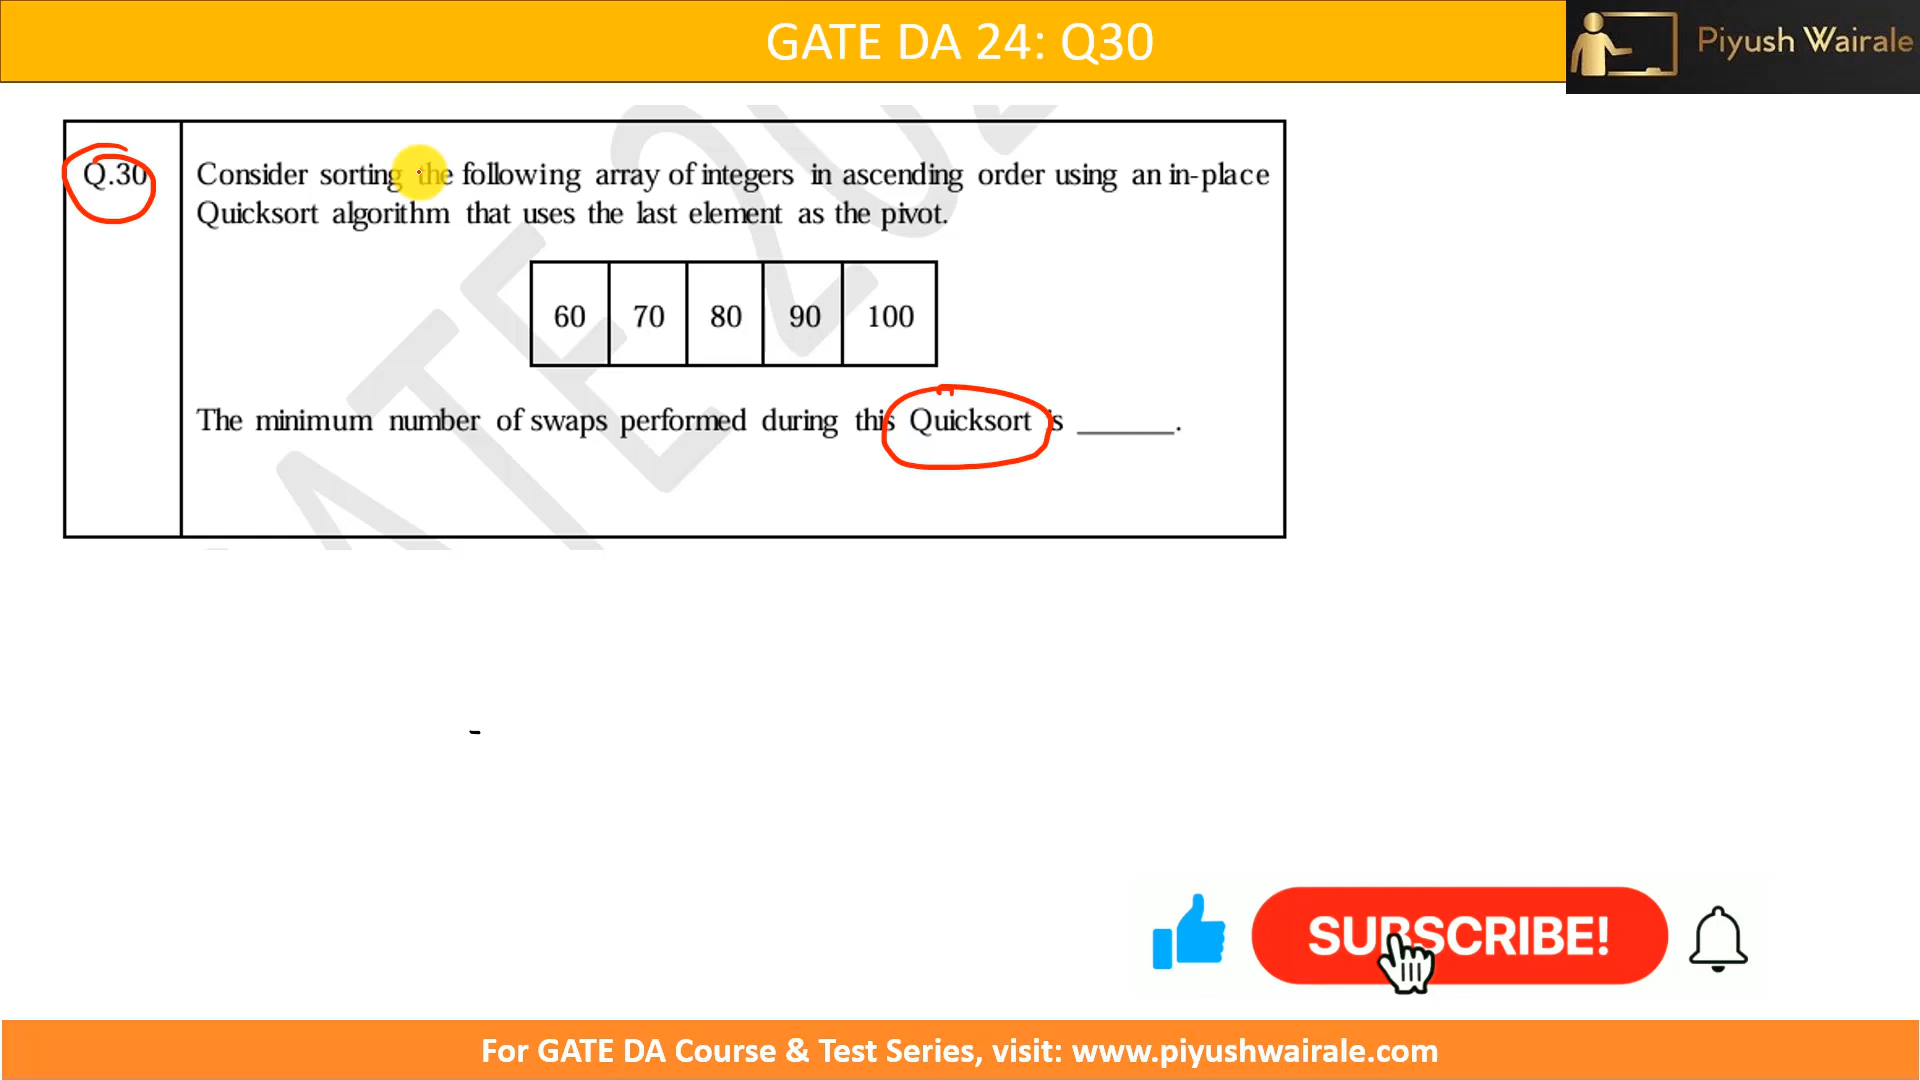 GATE DA 24: Q30
Piyush Wairale
Q.30
Consider sorting the following array of integers in ascending order using an in-place
Quicksort algorithm that uses the last element as the pivot.
60 70 80 90 100
The minimum number of swaps performed during this Quicksort is _______.
GATE 202
SUBSCRIBE!
For GATE DA Course & Test Series, visit: www.piyushwairale.com